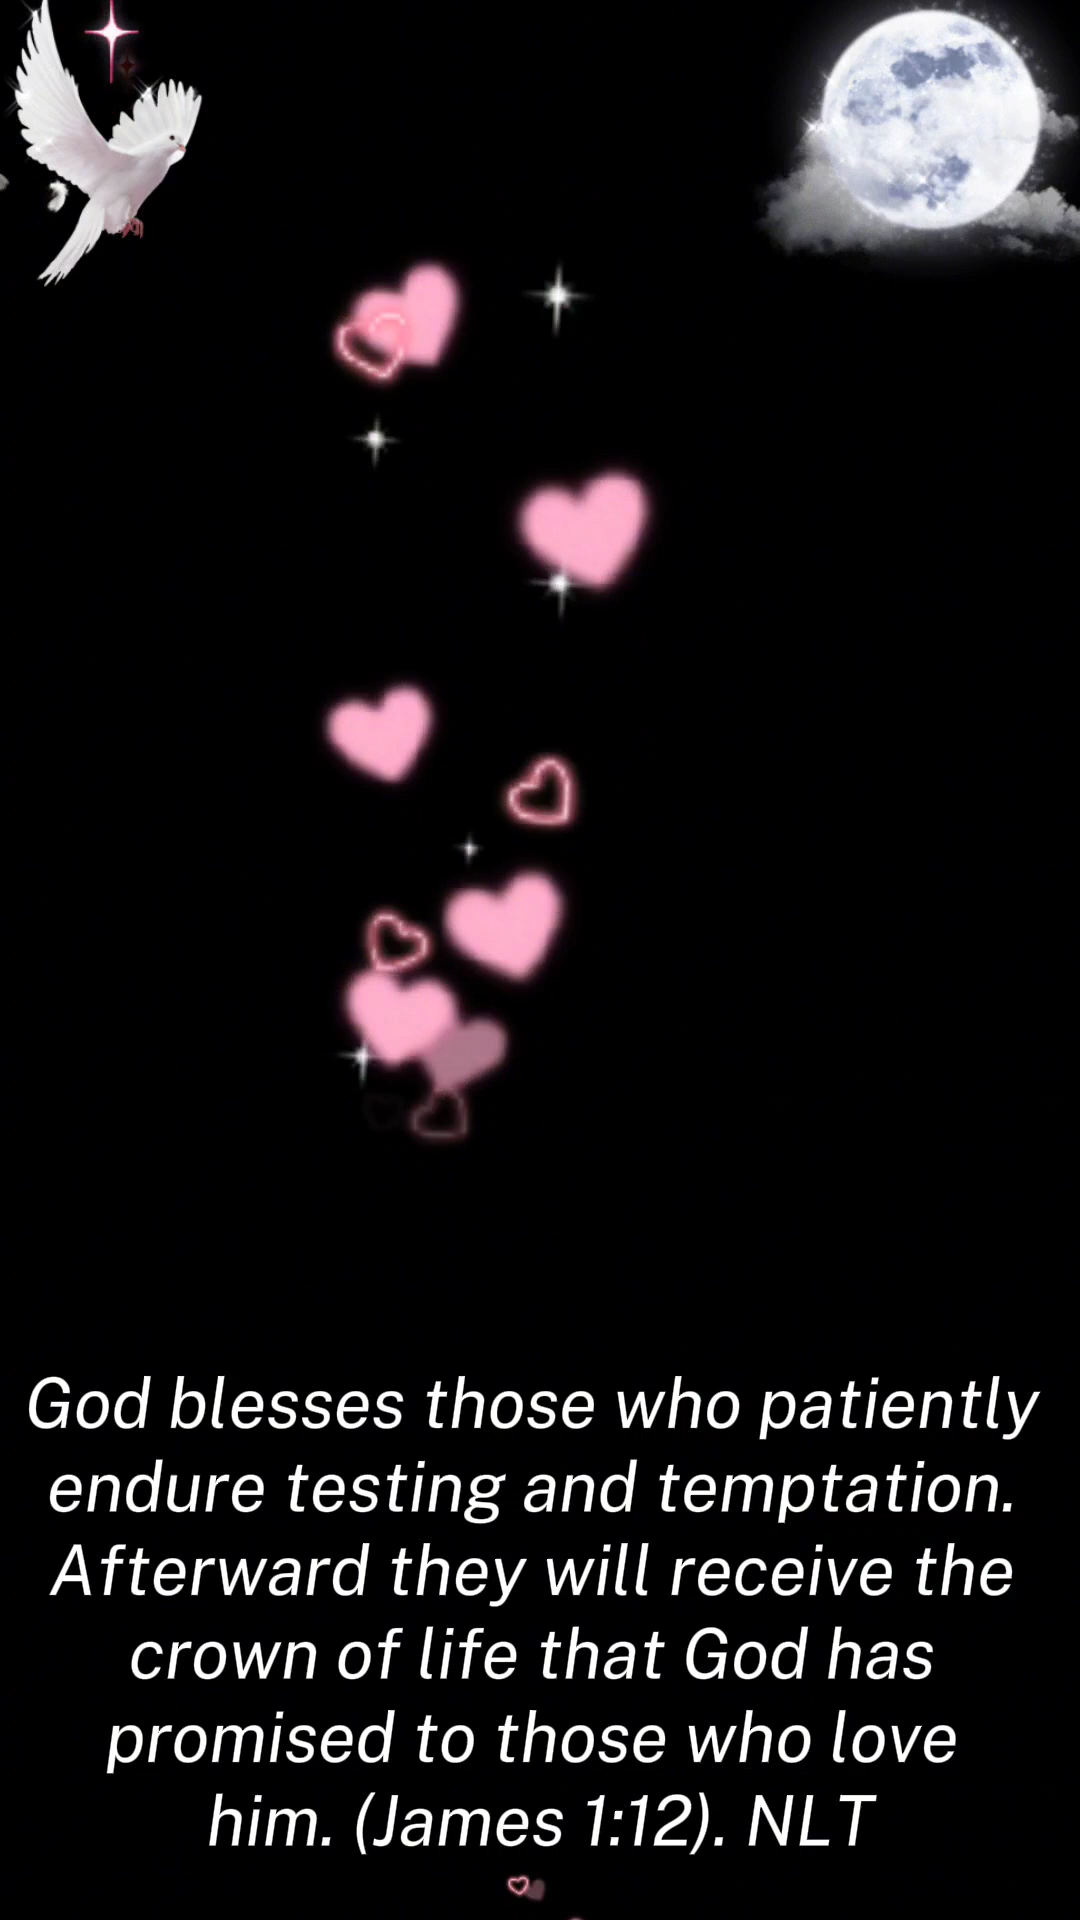 God blesses those who patiently
endure testing and temptation.
Afterward they will receive the
crown of life that God has
promised to those who love
him. (James 1:12). NLT